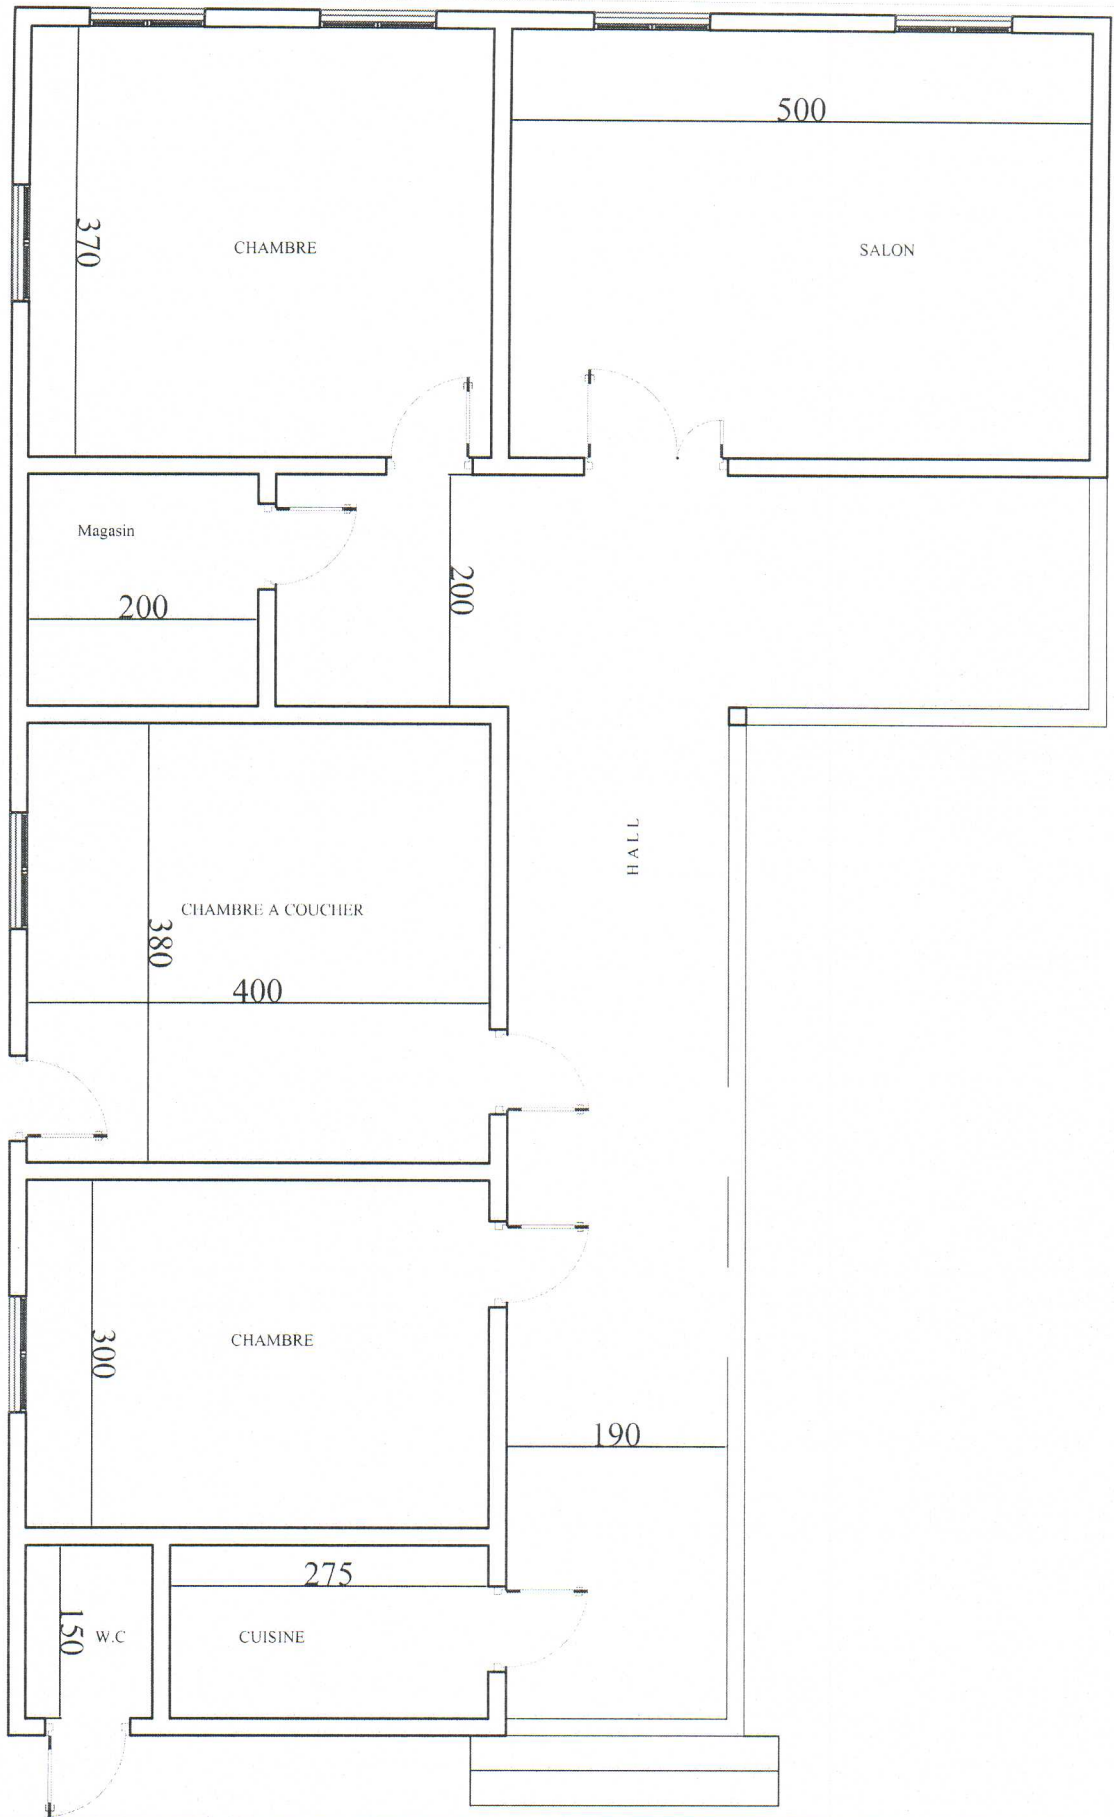 500
370
CHAMBRE
SALON
Magasin
200
200
HALL
CHAMBRE A COUCHER
380
400
CHAMBRE
300
190
275
150
W.C
CUISINE